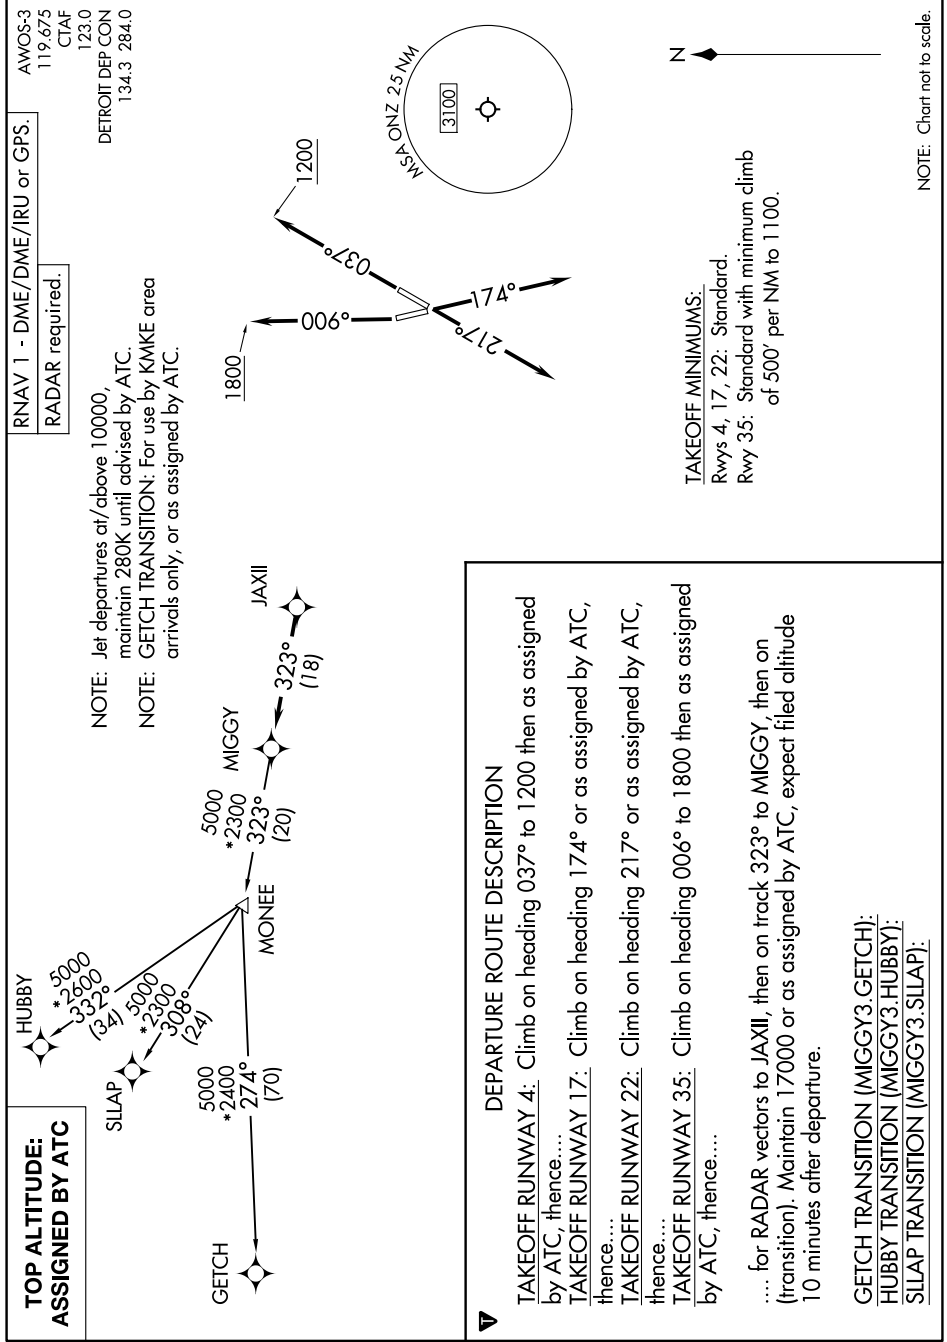 TOP ALTITUDE:
ASSIGNED BY ATC
RNAV 1 - DME/DME/IRU or GPS.
RADAR required.
AWOS-3
119.675
CTAF
123.0
DETROIT DEP CON
134.3 284.0
NOTE: Jet departures at/above 10000,
maintain 280K until advised by ATC.
NOTE: GETCH TRANSITION: For use by KMKE area
arrivals only, or as assigned by ATC.
HUBBY
5000
*2600
332°
(34)
SLLAP
5000
*2300
308°
(24)
GETCH
5000
*2400
274°
(70)
MONEE
5000
*2300
323°
(20)
MIGGY
323°
(18)
JAXII
1800
006°
1200
037°
174°
217°
MSA ONZ 25 NM
3100
N
TAKEOFF MINIMUMS:
Rwys 4, 17, 22: Standard.
Rwy 35: Standard with minimum climb
of 500' per NM to 1100.
NOTE: Chart not to scale.
T
DEPARTURE ROUTE DESCRIPTION
TAKEOFF RUNWAY 4: Climb on heading 037° to 1200 then as assigned
by ATC, thence....
TAKEOFF RUNWAY 17: Climb on heading 174° or as assigned by ATC,
thence....
TAKEOFF RUNWAY 22: Climb on heading 217° or as assigned by ATC,
thence....
TAKEOFF RUNWAY 35: Climb on heading 006° to 1800 then as assigned
by ATC, thence....
.... for RADAR vectors to JAXII, then on track 323° to MIGGY, then on
(transition). Maintain 17000 or as assigned by ATC, expect filed altitude
10 minutes after departure.
GETCH TRANSITION (MIGGY3.GETCH):
HUBBY TRANSITION (MIGGY3.HUBBY):
SLLAP TRANSITION (MIGGY3.SLLAP):